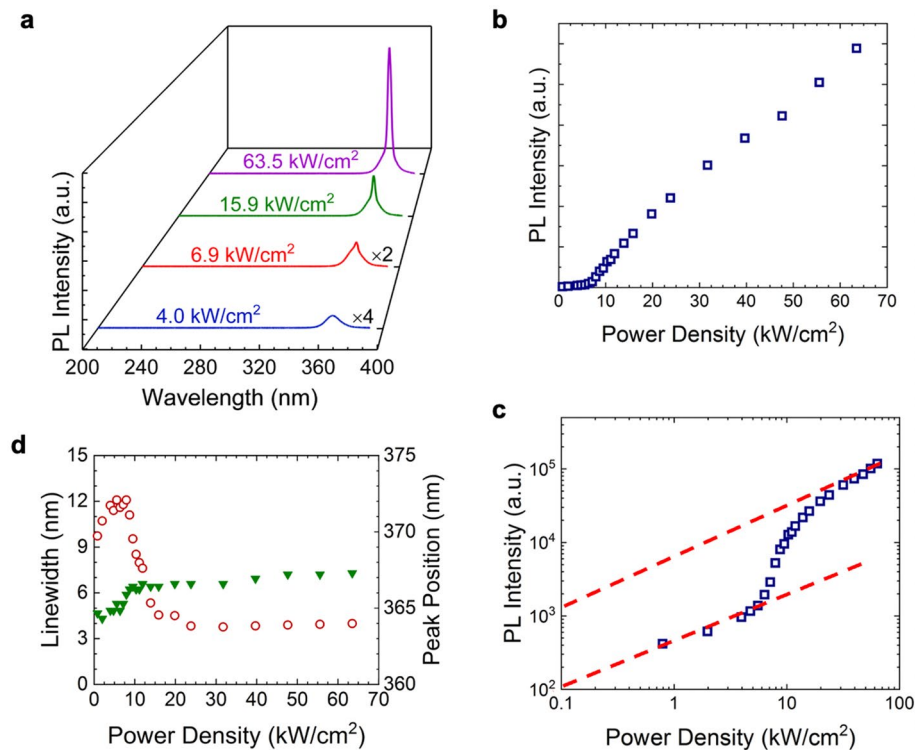 a
63.5 kW/cm²
15.9 kW/cm²
6.9 kW/cm²
×2
4.0 kW/cm²
×4
PL Intensity (a.u.)
200 240 280 320 360 400
Wavelength (nm)
b
PL Intensity (a.u.)
0 10 20 30 40 50 60 70
Power Density (kW/cm²)
d
15
12
9
6
3
0
Linewidth (nm)
375
370
365
360
Peak Position (nm)
0 10 20 30 40 50 60 70
Power Density (kW/cm²)
c
10⁵
10⁴
10³
10²
PL Intensity (a.u.)
0.1 1 10 100
Power Density (kW/cm²)